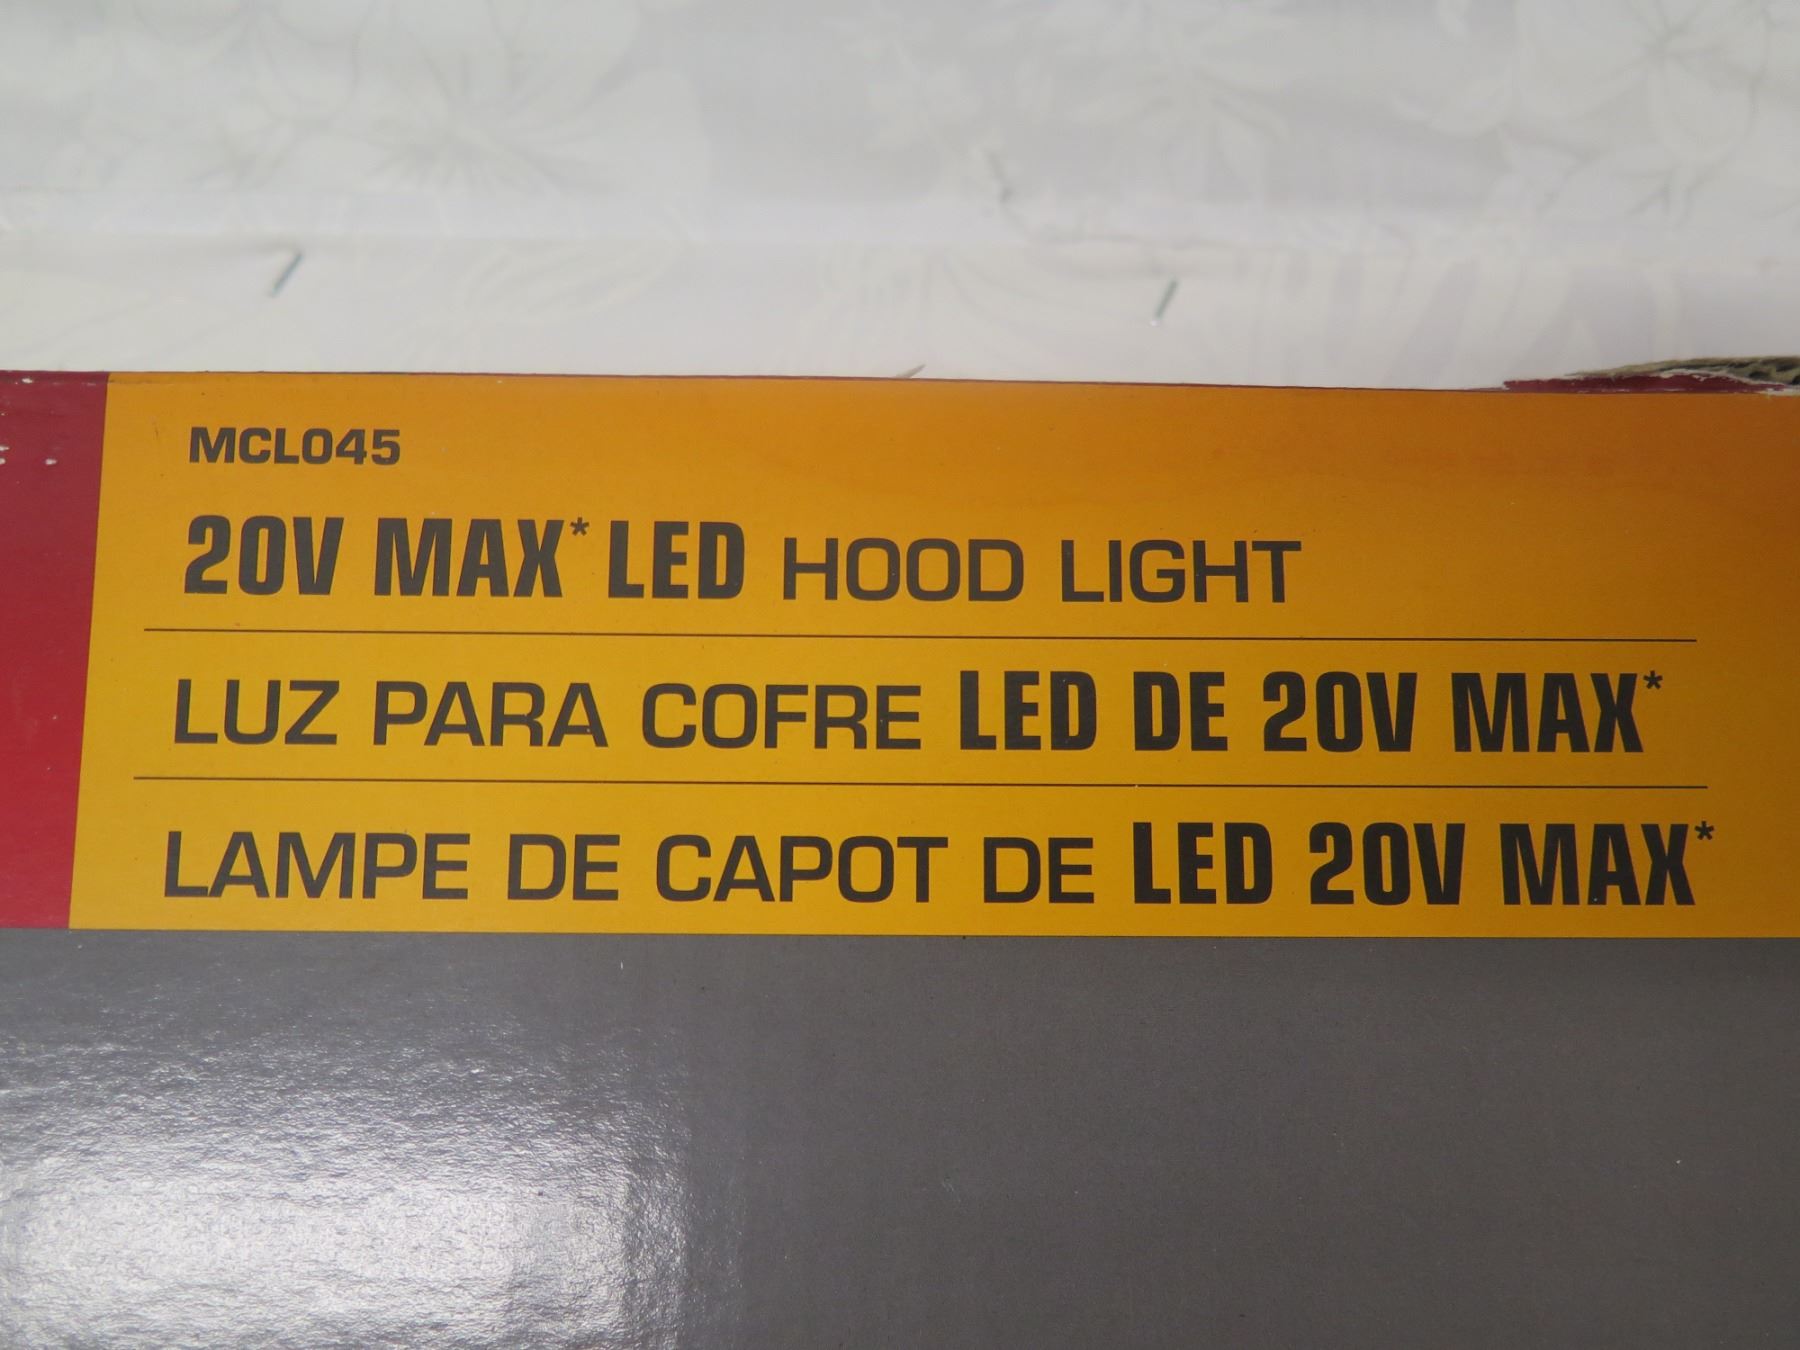 MCL045
20V MAX* LED HOOD LIGHT
LUZ PARA COFRE LED DE 20V MAX*
LAMPE DE CAPOT DE LED 20V MAX*